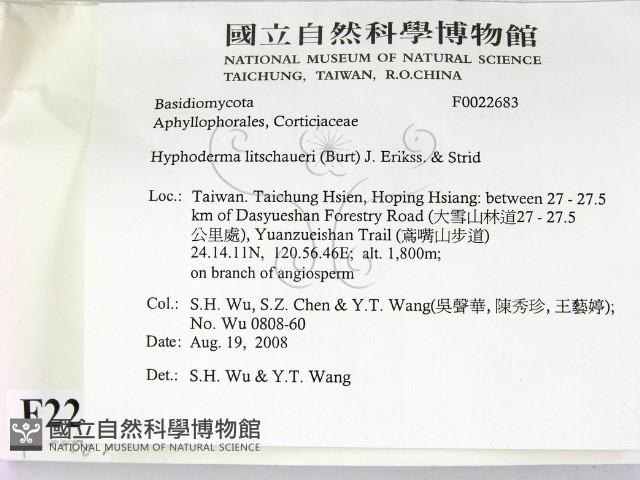 國立自然科學博物館
NATIONAL MUSEUM OF NATURAL SCIENCE
TAICHUNG, TAIWAN, R.O.CHINA
Basidiomycota F0022683
Aphyllophorales, Corticiaceae
Hyphoderma litschaueri (Burt) J. Erikss. & Strid
Loc.: Taiwan. Taichung Hsien, Hoping Hsiang: between 27 - 27.5
km of Dasyueshan Forestry Road (大雪山林道27 - 27.5
公里處), Yuanzueishan Trail (鳶嘴山步道)
24.14.11N, 120.56.46E; alt. 1,800m;
on branch of angiosperm
Col.: S.H. Wu, S.Z. Chen & Y.T. Wang(吳聲華, 陳秀珍, 王藝婷);
No. Wu 0808-60
Date: Aug. 19, 2008
Det.: S.H. Wu & Y.T. Wang
F22
國立自然科學博物館
NATIONAL MUSEUM OF NATURAL SCIENCE